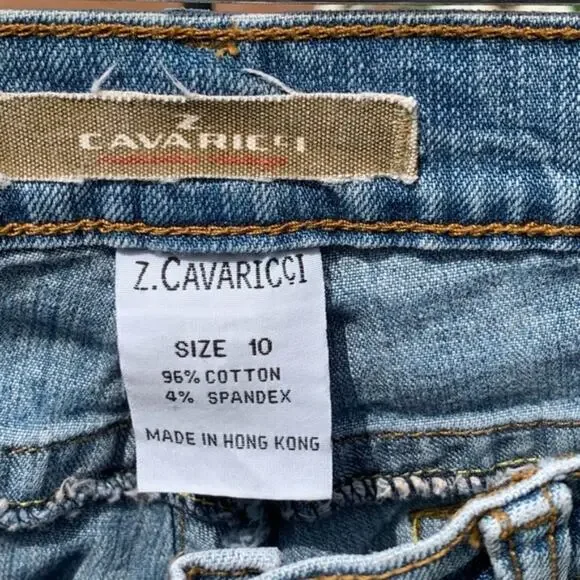 Z
CAVARICCI
Z.CAVARICCI
SIZE 10
96% COTTON
4% SPANDEX
MADE IN HONG KONG